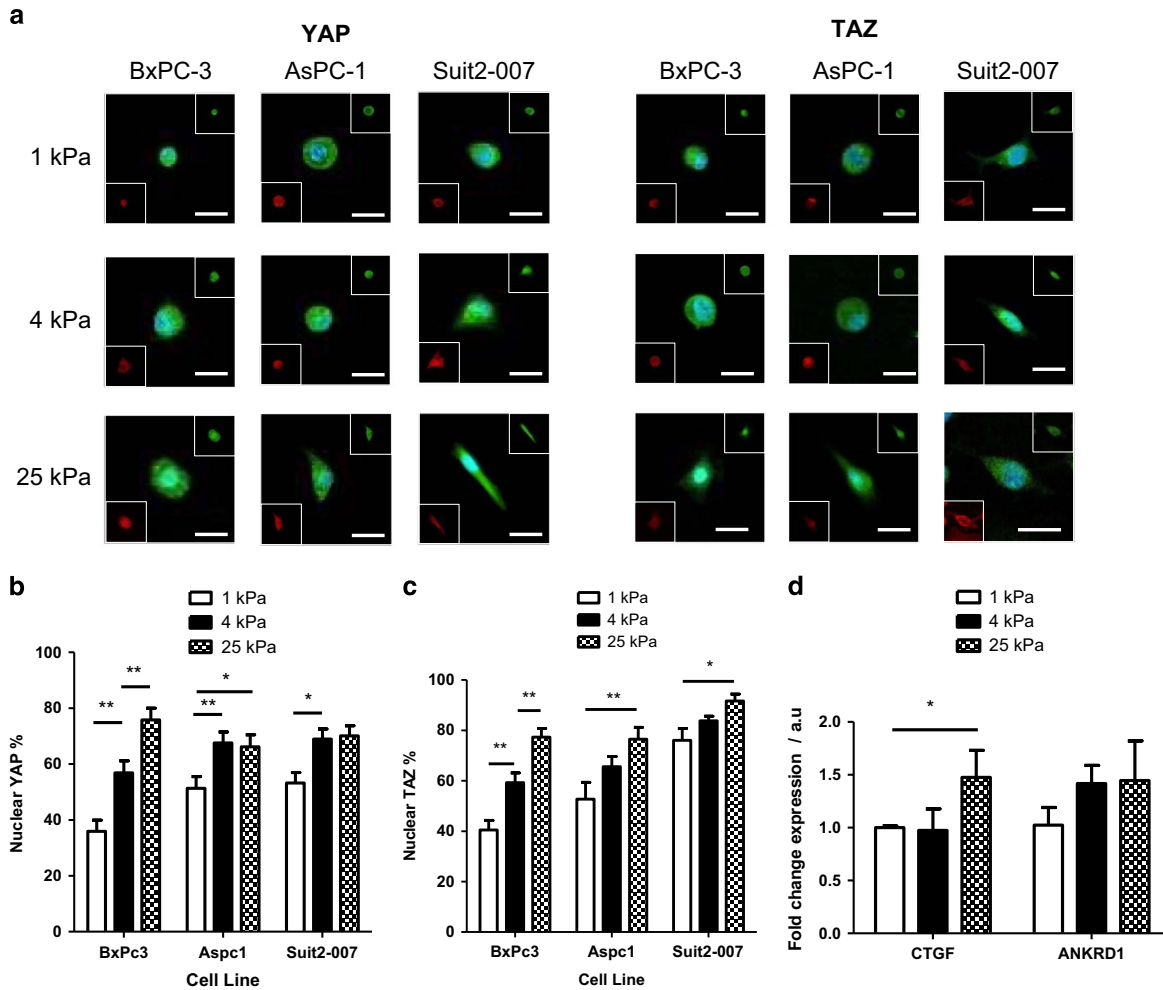 a
YAP
TAZ
BxPC-3 AsPC-1 Suit2-007 BxPC-3 AsPC-1 Suit2-007
1 kPa
4 kPa
25 kPa
b
1 kPa
4 kPa
25 kPa
Nuclear YAP %
100
80
60
40
20
0
** ** ** * *
BxPc3 Aspc1 Suit2-007
Cell Line
c
1 kPa
4 kPa
25 kPa
Nuclear TAZ %
100
80
60
40
20
0
** ** ** *
BxPc3 Aspc1 Suit2-007
Cell Line
d
1 kPa
4 kPa
25 kPa
Fold change expression / a.u
2.0
1.5
1.0
0.5
0.0
*
CTGF ANKRD1